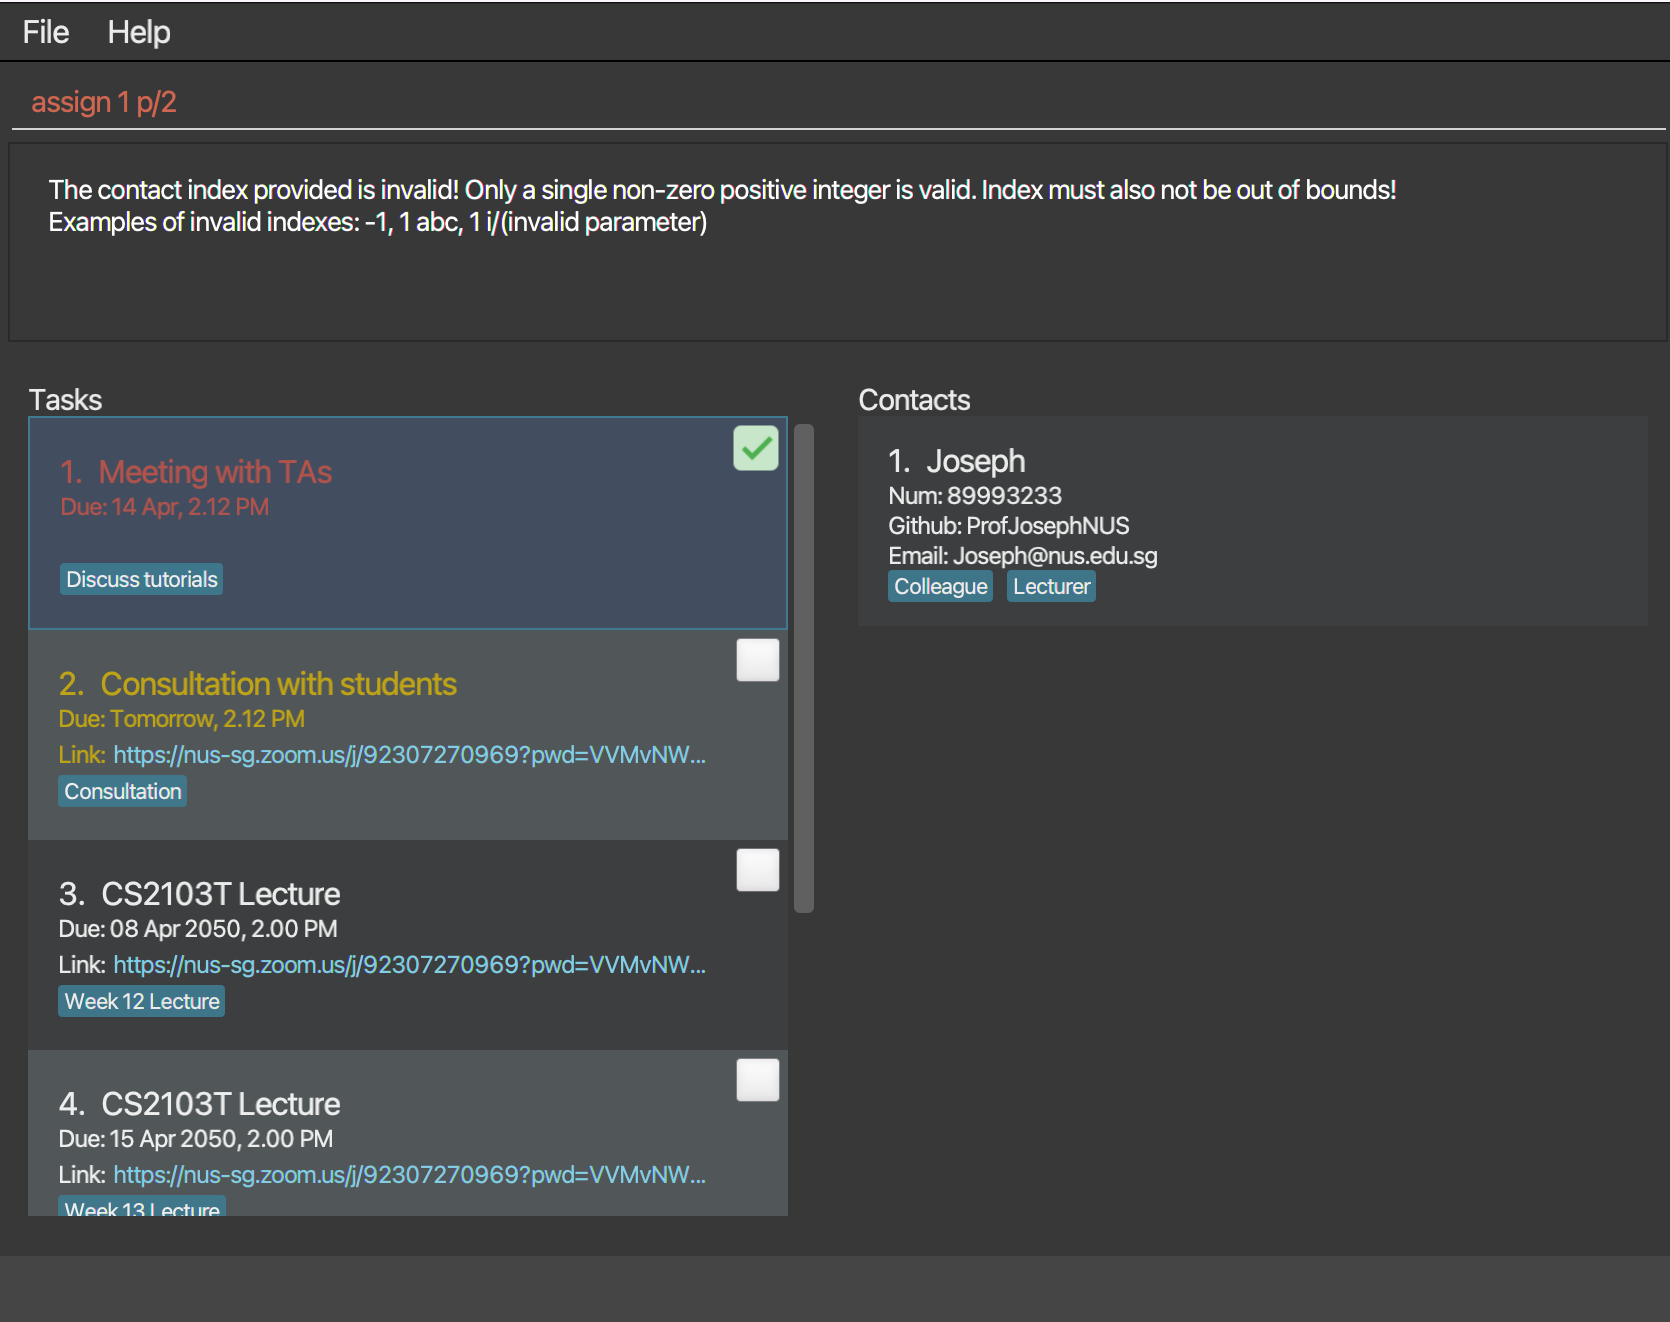 File Help
assign 1 p/2
The contact index provided is invalid! Only a single non-zero positive integer is valid. Index must also not be out of bounds!
Examples of invalid indexes: -1, 1 abc, 1 i/(invalid parameter)
Tasks
1. Meeting with TAs
Due: 14 Apr, 2.12 PM
Discuss tutorials
2. Consultation with students
Due: Tomorrow, 2.12 PM
Link: https://nus-sg.zoom.us/j/92307270969?pwd=VVMvNW...
Consultation
3. CS2103T Lecture
Due: 08 Apr 2050, 2.00 PM
Link: https://nus-sg.zoom.us/j/92307270969?pwd=VVMvNW...
Week 12 Lecture
4. CS2103T Lecture
Due: 15 Apr 2050, 2.00 PM
Link: https://nus-sg.zoom.us/j/92307270969?pwd=VVMvNW...
Week 13 Lecture
Contacts
1. Joseph
Num: 89993233
Github: ProfJosephNUS
Email: Joseph@nus.edu.sg
Colleague Lecturer